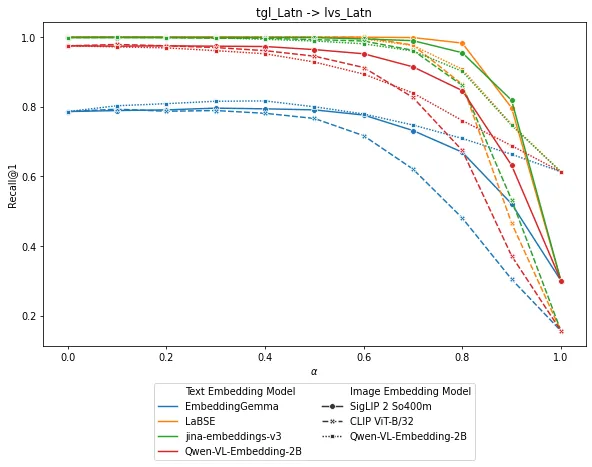 tgl_Latn -> lvs_Latn
Recall@1
1.0
0.8
0.6
0.4
0.2
0.0 0.2 0.4 0.6 0.8 1.0
α
Text Embedding Model
EmbeddingGemma
LaBSE
jina-embeddings-v3
Qwen-VL-Embedding-2B
Image Embedding Model
SigLIP 2 So400m
CLIP ViT-B/32
Qwen-VL-Embedding-2B